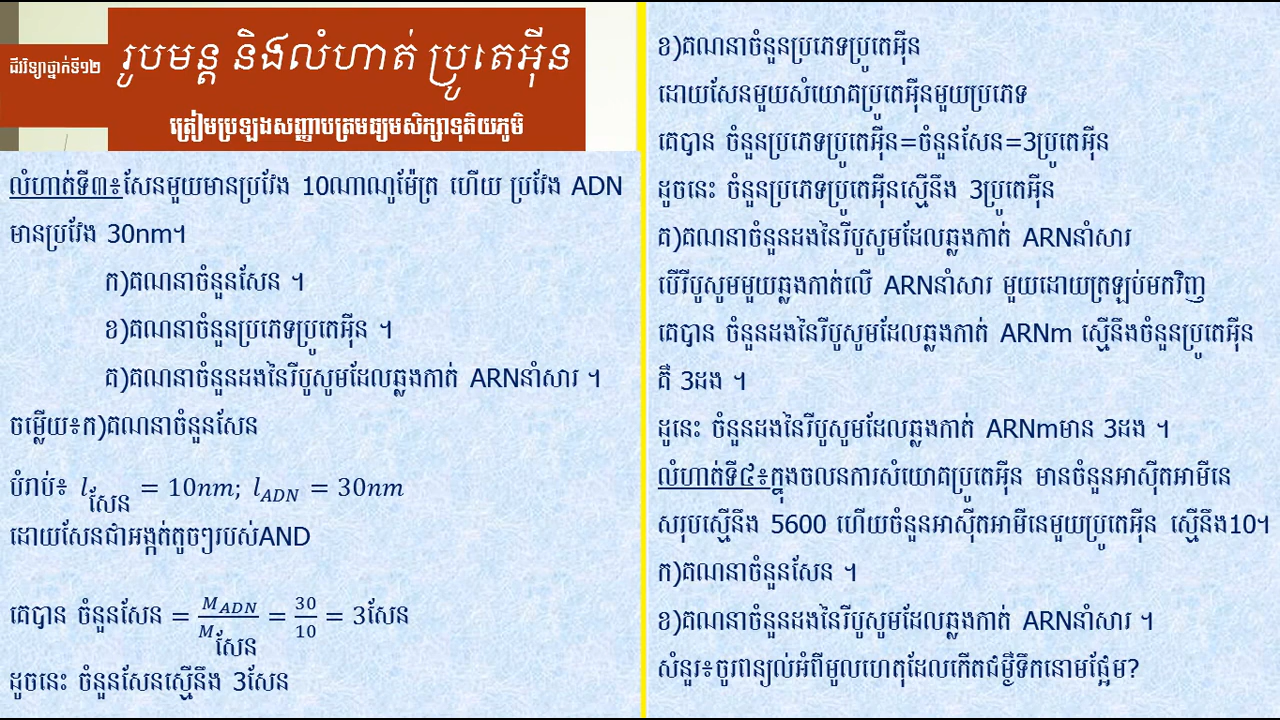 ជីវវិទ្យាថ្នាក់ទី១២
រូបមន្ត និងលំហាត់ ប្រូតេអ៊ីន
ត្រៀមប្រឡងសញ្ញាបត្រមធ្យមសិក្សាទុតិយភូមិ
លំហាត់ទី៣៖សែនមួយមានប្រវែង 10ណាណូម៉ែត្រ ហើយ ប្រវែង ADN
មានប្រវែង 30nm។
ក)គណនាចំនួនសែន ។
ខ)គណនាចំនួនប្រភេទប្រូតេអ៊ីន ។
គ)គណនាចំនួនដងនៃរីបូសូមដែលឆ្លងកាត់ ARNនាំសារ ។
ចម្លើយ៖ក)គណនាចំនួនសែន
បំរាប់៖ l សែន = 10nm; l ADN = 30nm
ដោយសែនជាអង្កត់តូចៗរបស់AND
គេបាន ចំនួនសែន = M ADN / M សែន = 30/10 = 3សែន
ដូចនេះ ចំនួនសែនស្មើនឹង 3សែន
ខ)គណនាចំនួនប្រភេទប្រូតេអ៊ីន
ដោយសែនមួយសំយោគប្រូតេអ៊ីនមួយប្រភេទ
គេបាន ចំនួនប្រភេទប្រូតេអ៊ីន=ចំនួនសែន=3ប្រូតេអ៊ីន
ដូចនេះ ចំនួនប្រភេទប្រូតេអ៊ីនស្មើនឹង 3ប្រូតេអ៊ីន
គ)គណនាចំនួនដងនៃរីបូសូមដែលឆ្លងកាត់ ARNនាំសារ
បើរីបូសូមមួយឆ្លងកាត់លើ ARNនាំសារ មួយដោយត្រឡប់មកវិញ
គេបាន ចំនួនដងនៃរីបូសូមដែលឆ្លងកាត់ ARNm ស្មើនឹងចំនួនប្រូតេអ៊ីន
គឺ 3ដង ។
ដូនេះ ចំនួនដងនៃរីបូសូមដែលឆ្លងកាត់ ARNmមាន 3ដង ។
លំហាត់ទី៤៖ក្នុងចលនការសំយោគប្រូតេអ៊ីន មានចំនួនអាស៊ីតអាមីនេ
សរុបស្មើនឹង 5600 ហើយចំនួនអាស៊ីតអាមីនេមួយប្រូតេអ៊ីន ស្មើនឹង10។
ក)គណនាចំនួនសែន ។
ខ)គណនាចំនួនដងនៃរីបូសូមដែលឆ្លងកាត់ ARNនាំសារ ។
សំនួរ៖ចូរពន្យល់អំពីមូលហេតុដែលកើតជម្ងឺទឹកនោមផ្អែម?